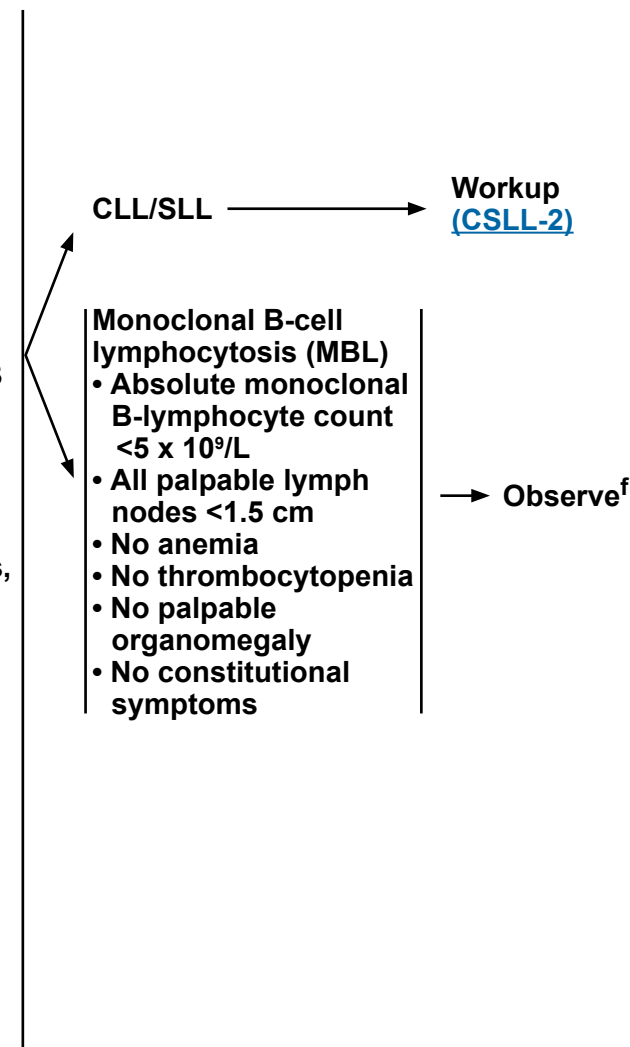 CLL/SLL
Workup
(CSLL-2)
Monoclonal B-cell
lymphocytosis (MBL)
• Absolute monoclonal
B-lymphocyte count
<5 x 10⁹/L
• All palpable lymph
nodes <1.5 cm
• No anemia
• No thrombocytopenia
• No palpable
organomegaly
• No constitutional
symptoms
Observeᶠ